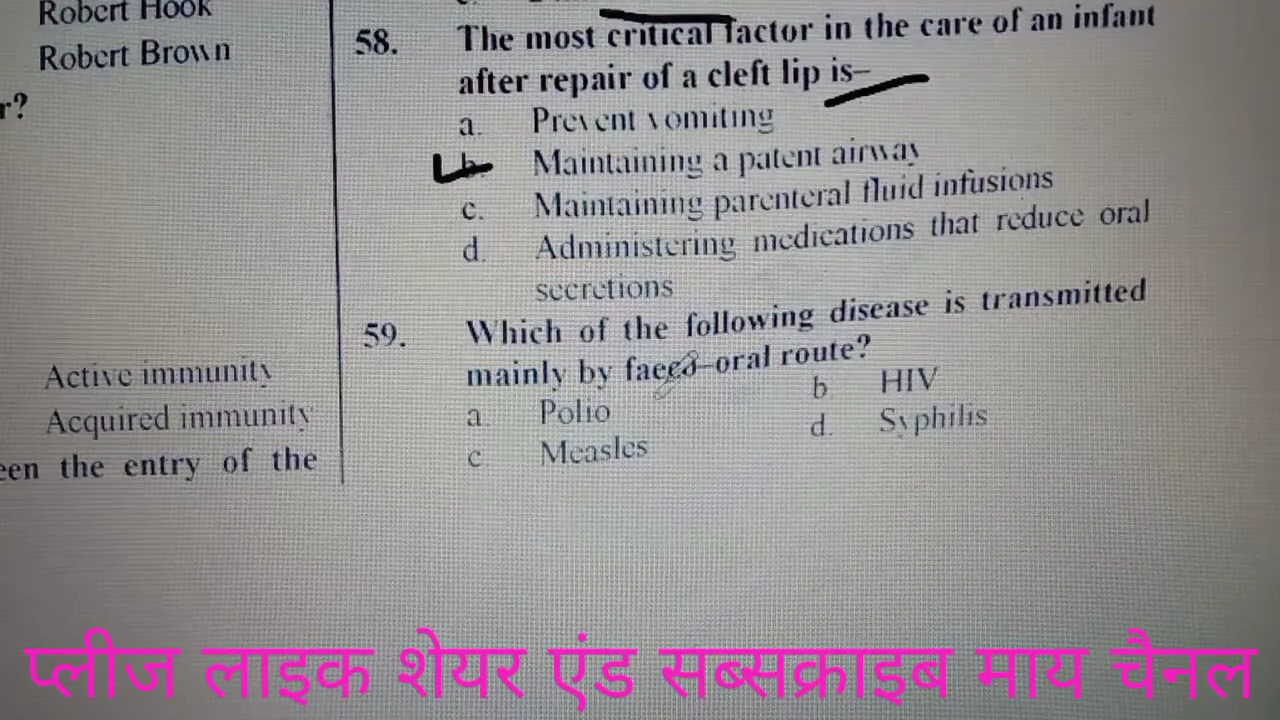 Robert Hook
Robert Brown
r?
Active immunity
Acquired immunity
een the entry of the
58. The most critical factor in the care of an infant
after repair of a cleft lip is–
a. Prevent vomiting
b. Maintaining a patent airway
c. Maintaining parenteral fluid infusions
d. Administering medications that reduce oral
secretions
59. Which of the following disease is transmitted
mainly by faeco-oral route?
a. Polio b. HIV
c. Measles d. Syphilis
प्लीज लाइक शेयर एंड सब्सक्राइब माय चैनल